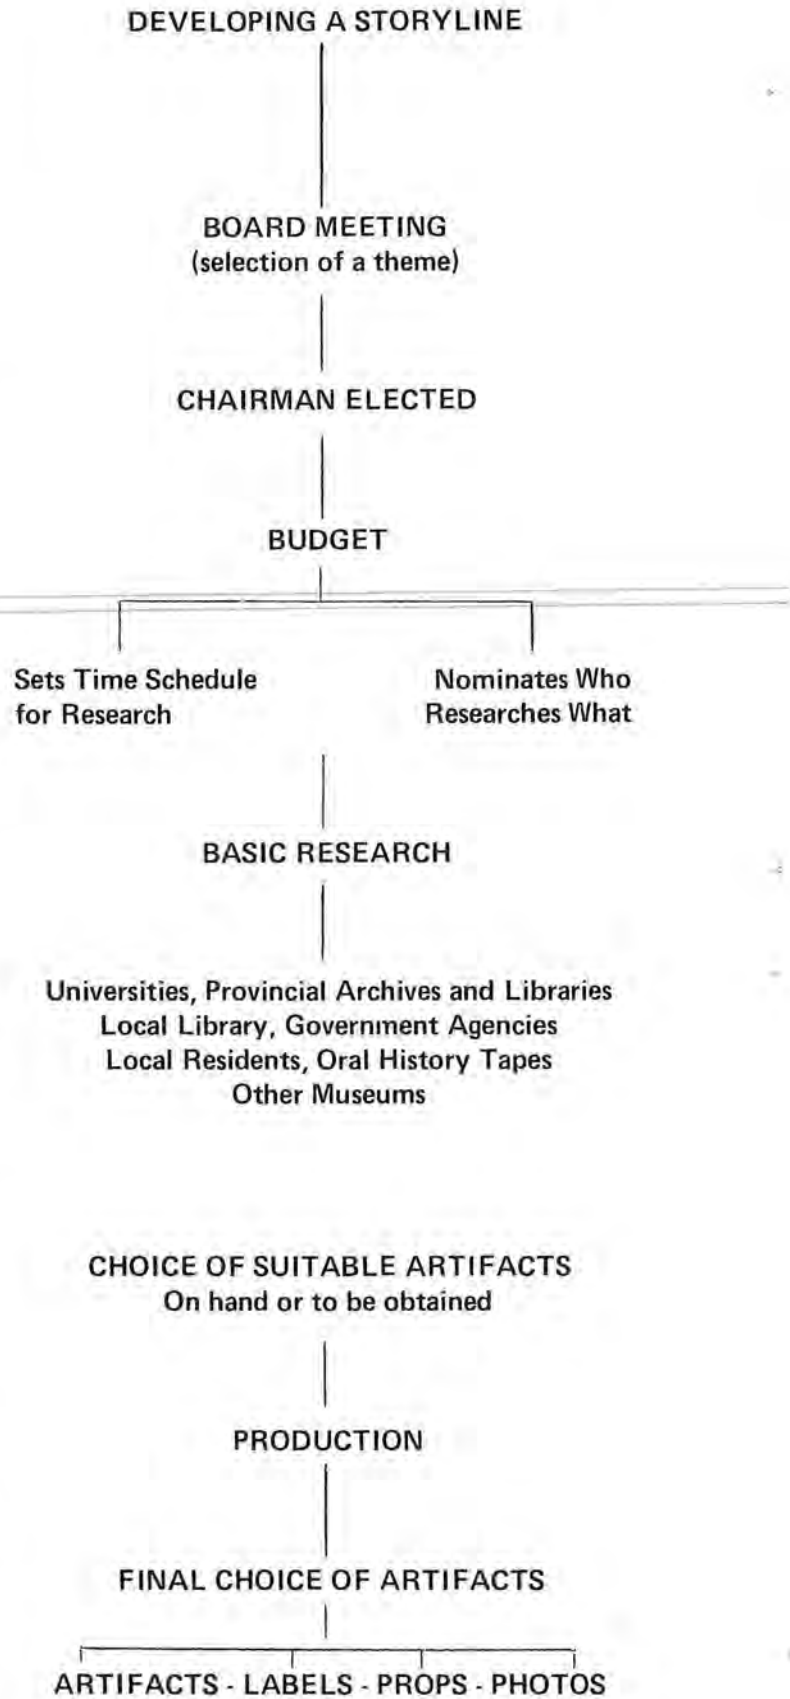 DEVELOPING A STORYLINE
BOARD MEETING
(selection of a theme)
CHAIRMAN ELECTED
BUDGET
Sets Time Schedule
for Research
Nominates Who
Researches What
BASIC RESEARCH
Universities, Provincial Archives and Libraries
Local Library, Government Agencies
Local Residents, Oral History Tapes
Other Museums
CHOICE OF SUITABLE ARTIFACTS
On hand or to be obtained
PRODUCTION
FINAL CHOICE OF ARTIFACTS
ARTIFACTS - LABELS - PROPS - PHOTOS